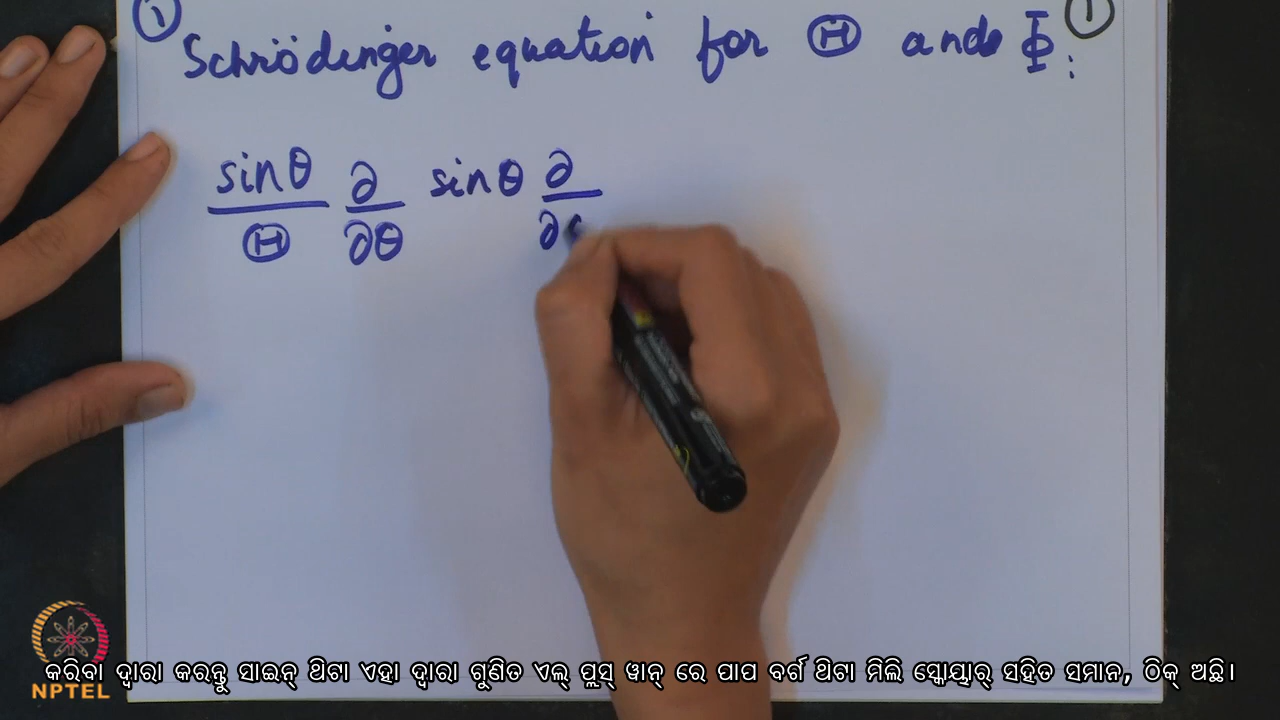 ① Schrödinger equation for Ⓗ and Φ: ①
sinθ/Ⓗ ∂/∂θ sinθ ∂/∂
କରିବା ଦ୍ୱାରା କରନ୍ତୁ ସାଇନ୍ ଥିଟା ଏହା ଦ୍ୱାରା ଗୁଣିତ ଏଲ୍ ପ୍ଲସ୍ ୱାନ୍ ରେ ପାପ ବର୍ଗ ଥିଟା ମିଲି ସ୍କୋୟାର୍ ସହିତ ସମାନ, ଠିକ୍ ଅଛି।
NPTEL